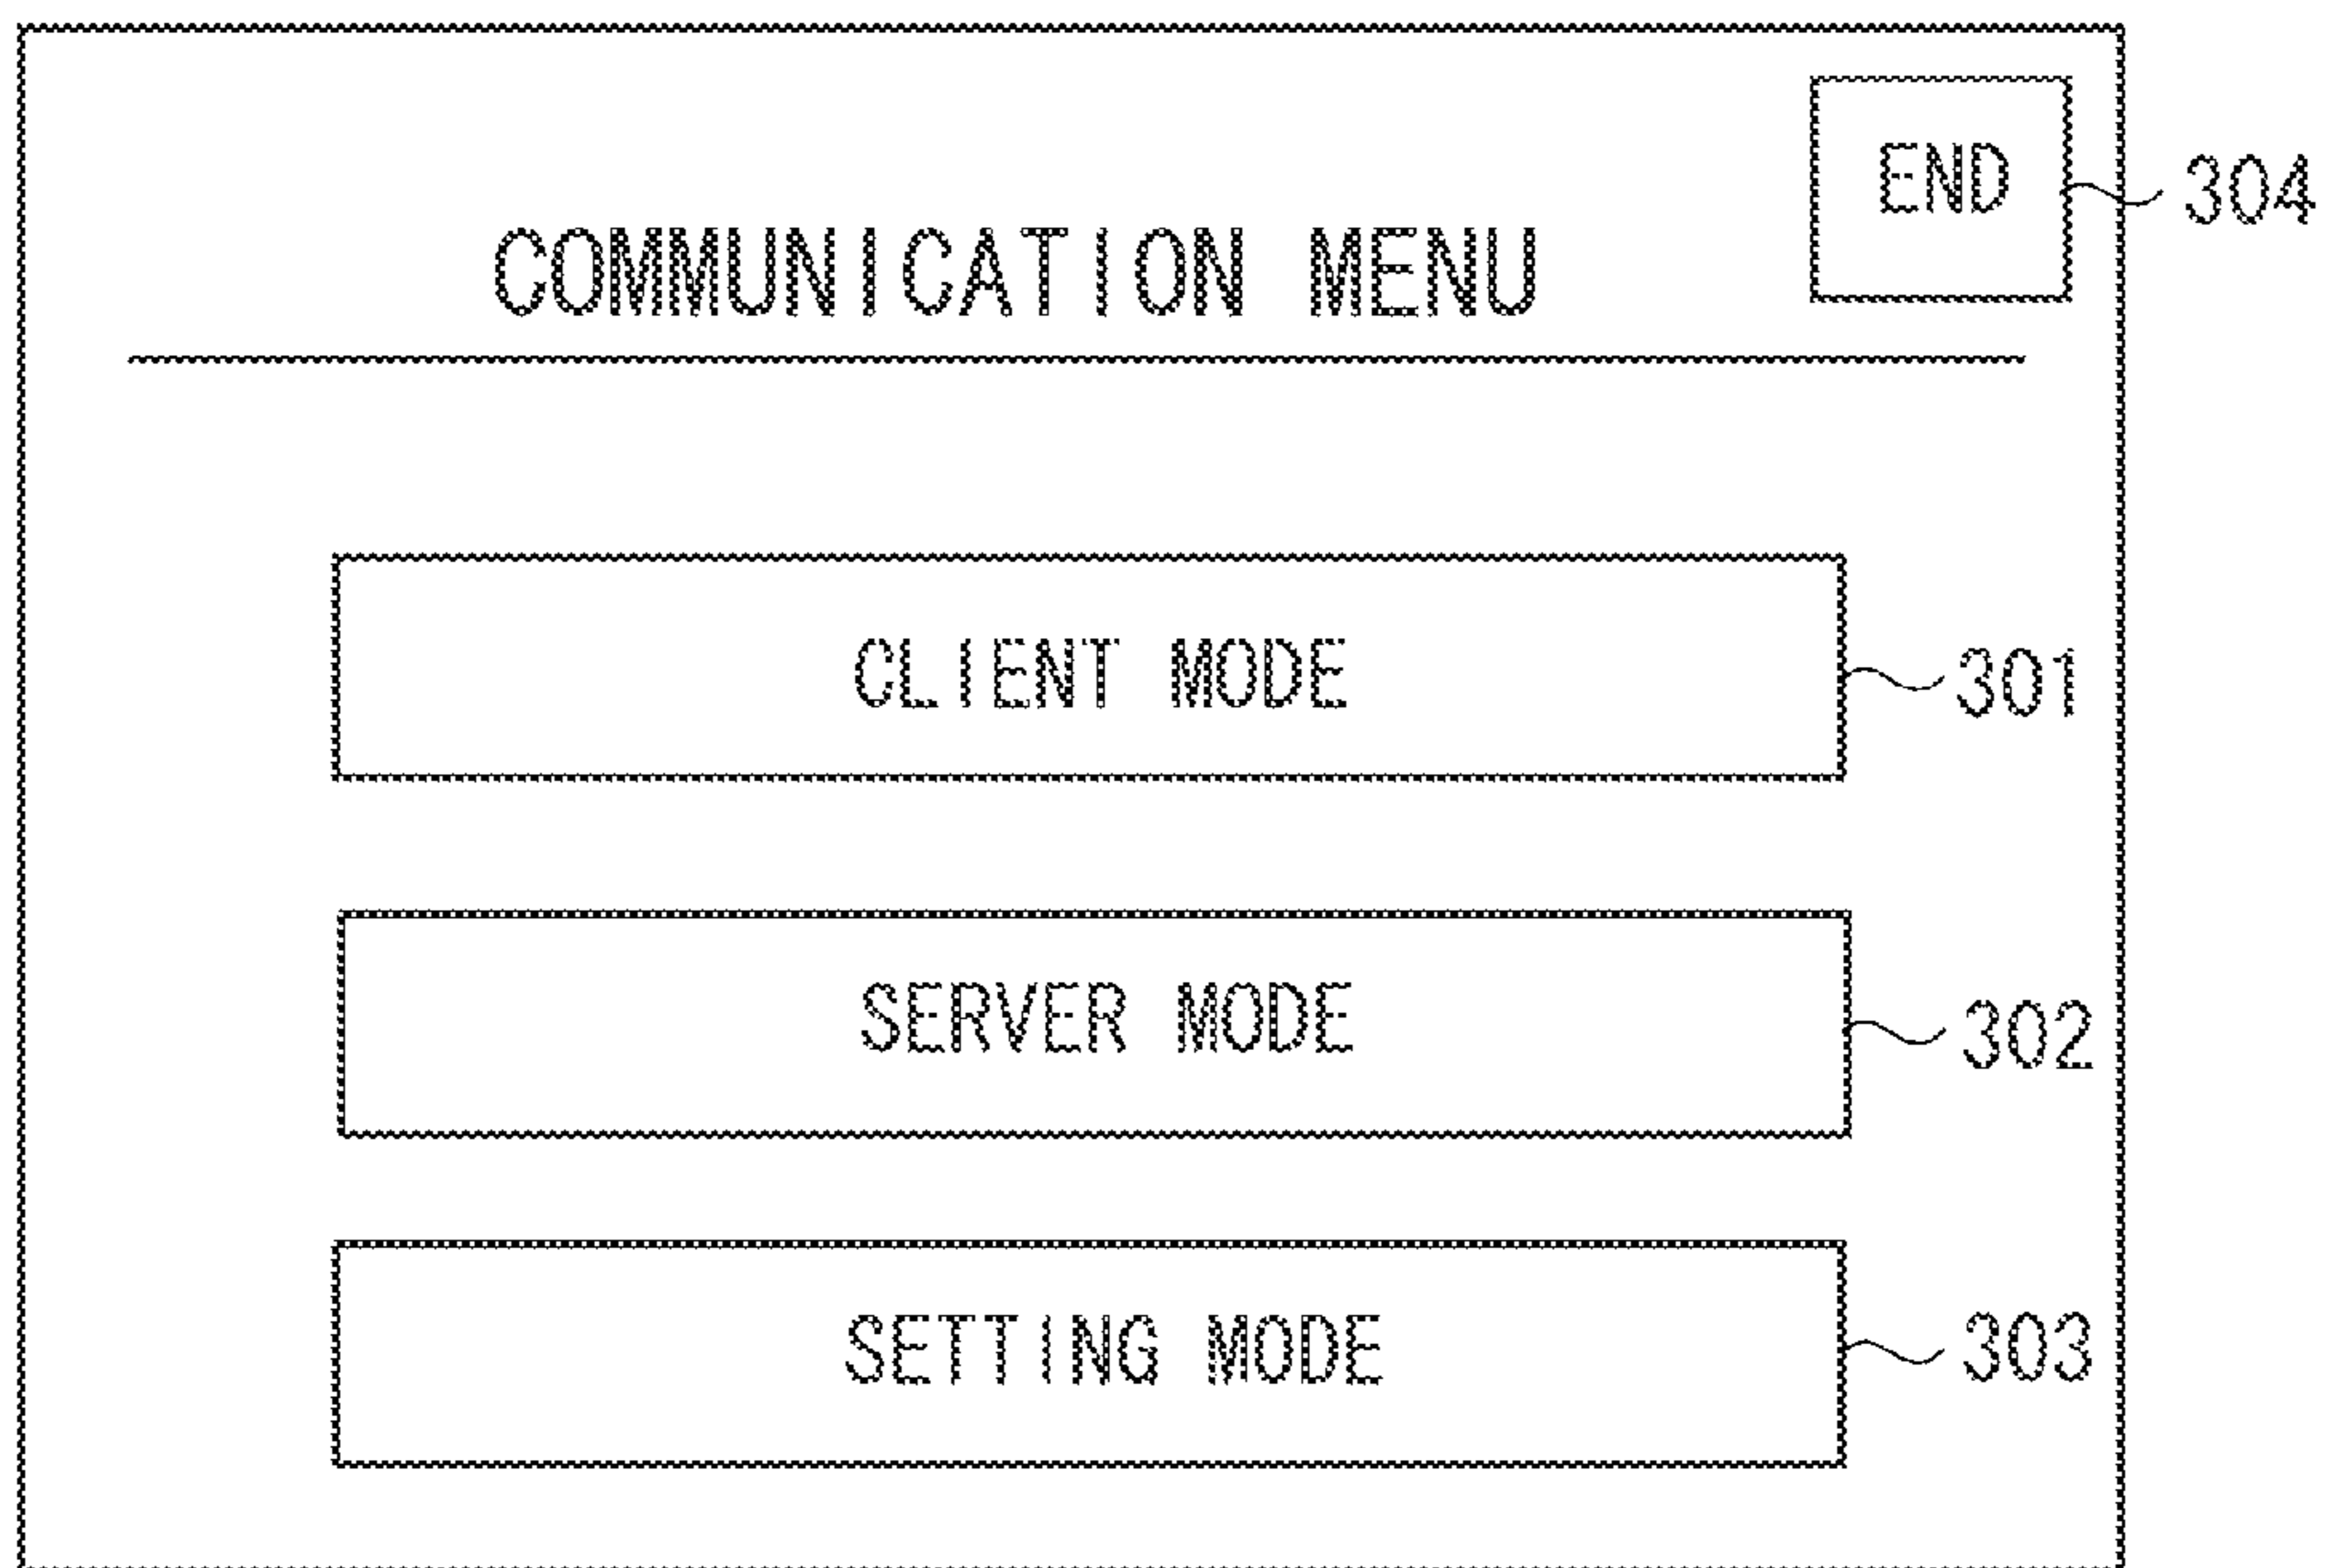 END
304
COMMUNICATION MENU
CLIENT MODE
301
SERVER MODE
302
SETTING MODE
303